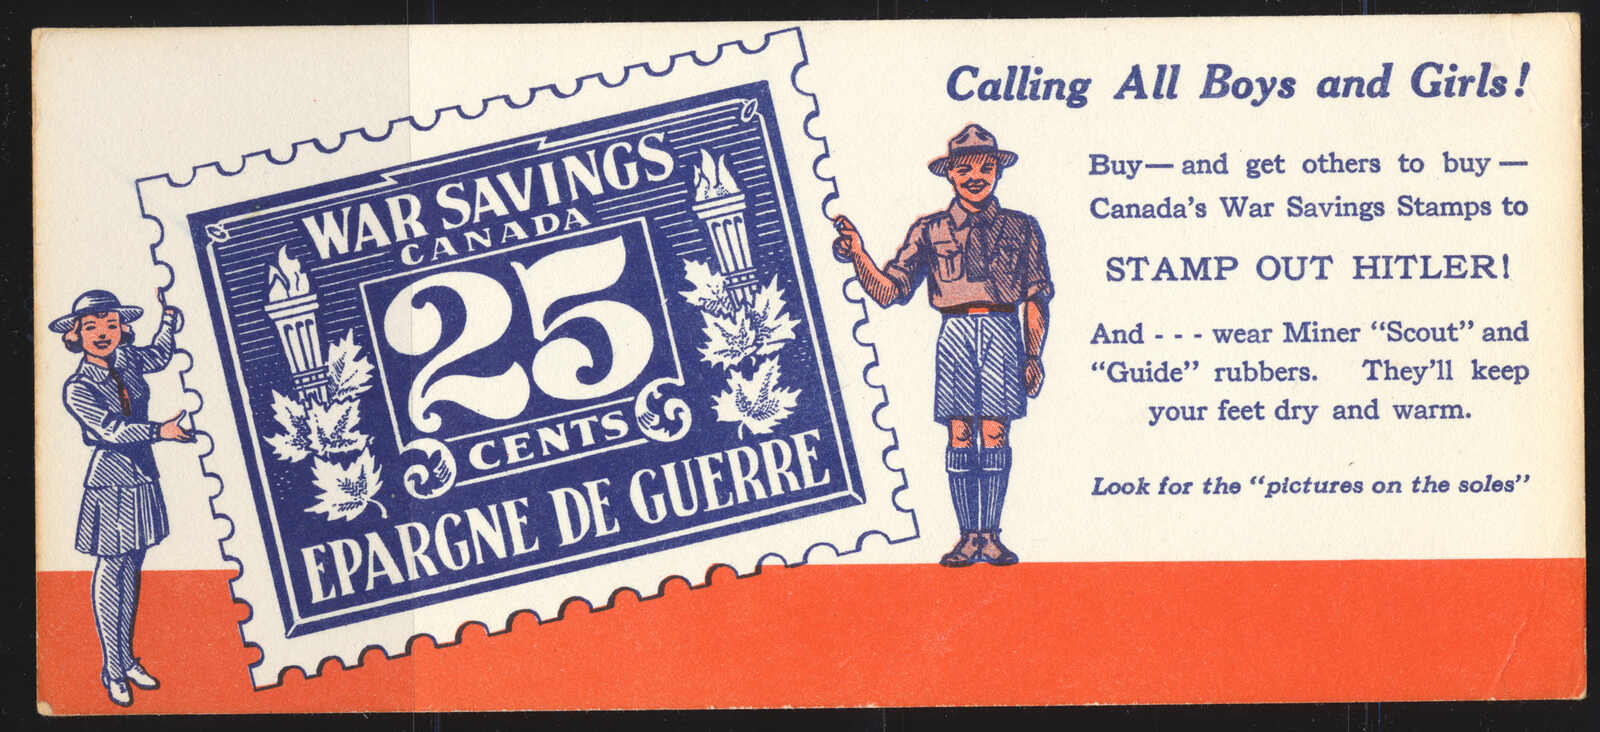 WAR SAVINGS
CANADA
25
CENTS
EPARGNE DE GUERRE
Calling All Boys and Girls!
Buy — and get others to buy —
Canada's War Savings Stamps to
STAMP OUT HITLER!
And - - - wear Miner "Scout" and
"Guide" rubbers. They'll keep
your feet dry and warm.
Look for the "pictures on the soles"